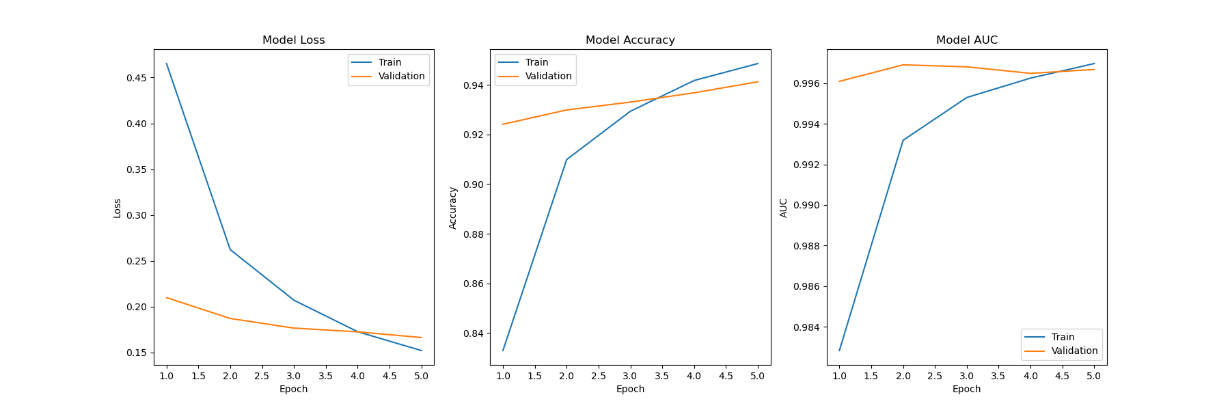 Model Loss
Train
Validation
0.45
0.40
0.35
0.30
0.25
0.20
0.15
Loss
1.0 1.5 2.0 2.5 3.0 3.5 4.0 4.5 5.0
Epoch
Model Accuracy
Train
Validation
0.94
0.92
0.90
0.88
0.86
0.84
Accuracy
1.0 1.5 2.0 2.5 3.0 3.5 4.0 4.5 5.0
Epoch
Model AUC
0.996
0.994
0.992
0.990
0.988
0.986
0.984
AUC
Train
Validation
1.0 1.5 2.0 2.5 3.0 3.5 4.0 4.5 5.0
Epoch